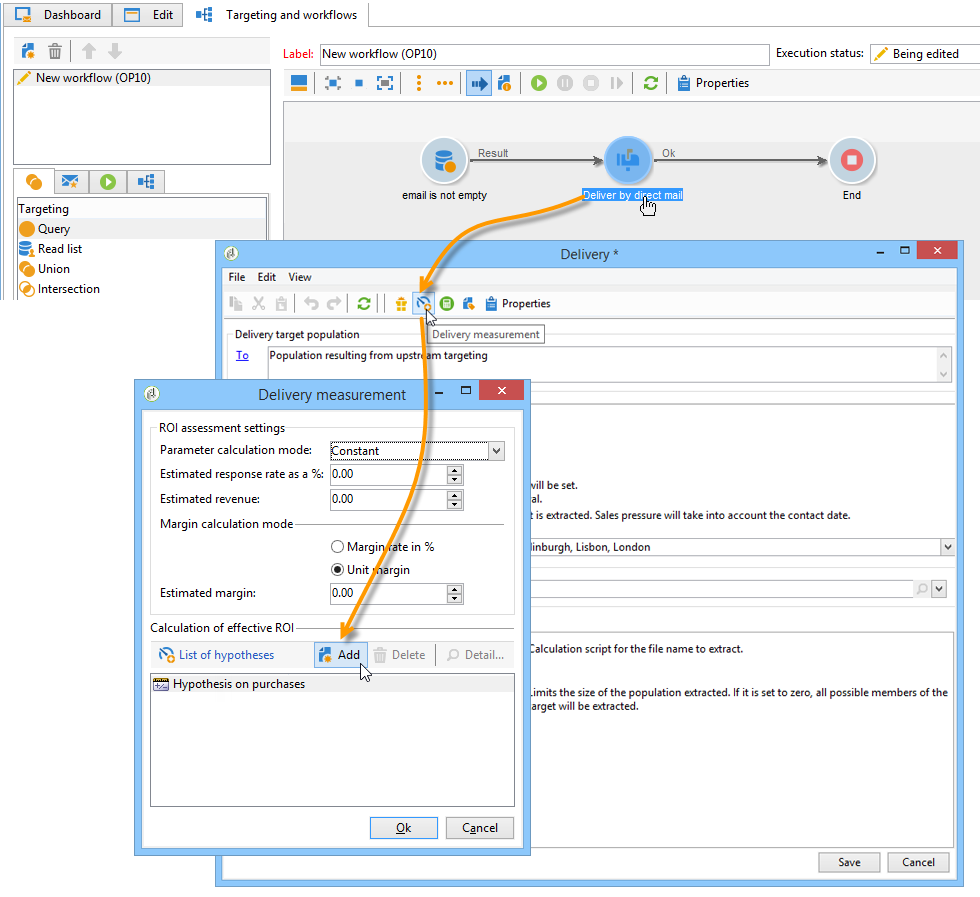 Dashboard
Edit
Targeting and workflows
Label:
New workflow (OP10)
Execution status:
Being edited
New workflow (OP10)
Properties
Result
Ok
email is not empty
Deliver by direct mail
End
Targeting
Query
Read list
Union
Intersection
Delivery *
File
Edit
View
Properties
Delivery measurement
Delivery target population
To
Population resulting from upstream targeting
Delivery measurement
ROI assessment settings
Parameter calculation mode:
Constant
Estimated response rate as a %:
0.00
Estimated revenue:
0.00
Margin calculation mode
Margin rate in %
Unit margin
Estimated margin:
0.00
Calculation of effective ROI
List of hypotheses
Add
Delete
Detail...
Hypothesis on purchases
Ok
Cancel
will be set.
al.
t is extracted. Sales pressure will take into account the contact date.
linburgh, Lisbon, London
Calculation script for the file name to extract.
Limits the size of the population extracted. If it is set to zero, all possible members of the
target will be extracted.
Save
Cancel